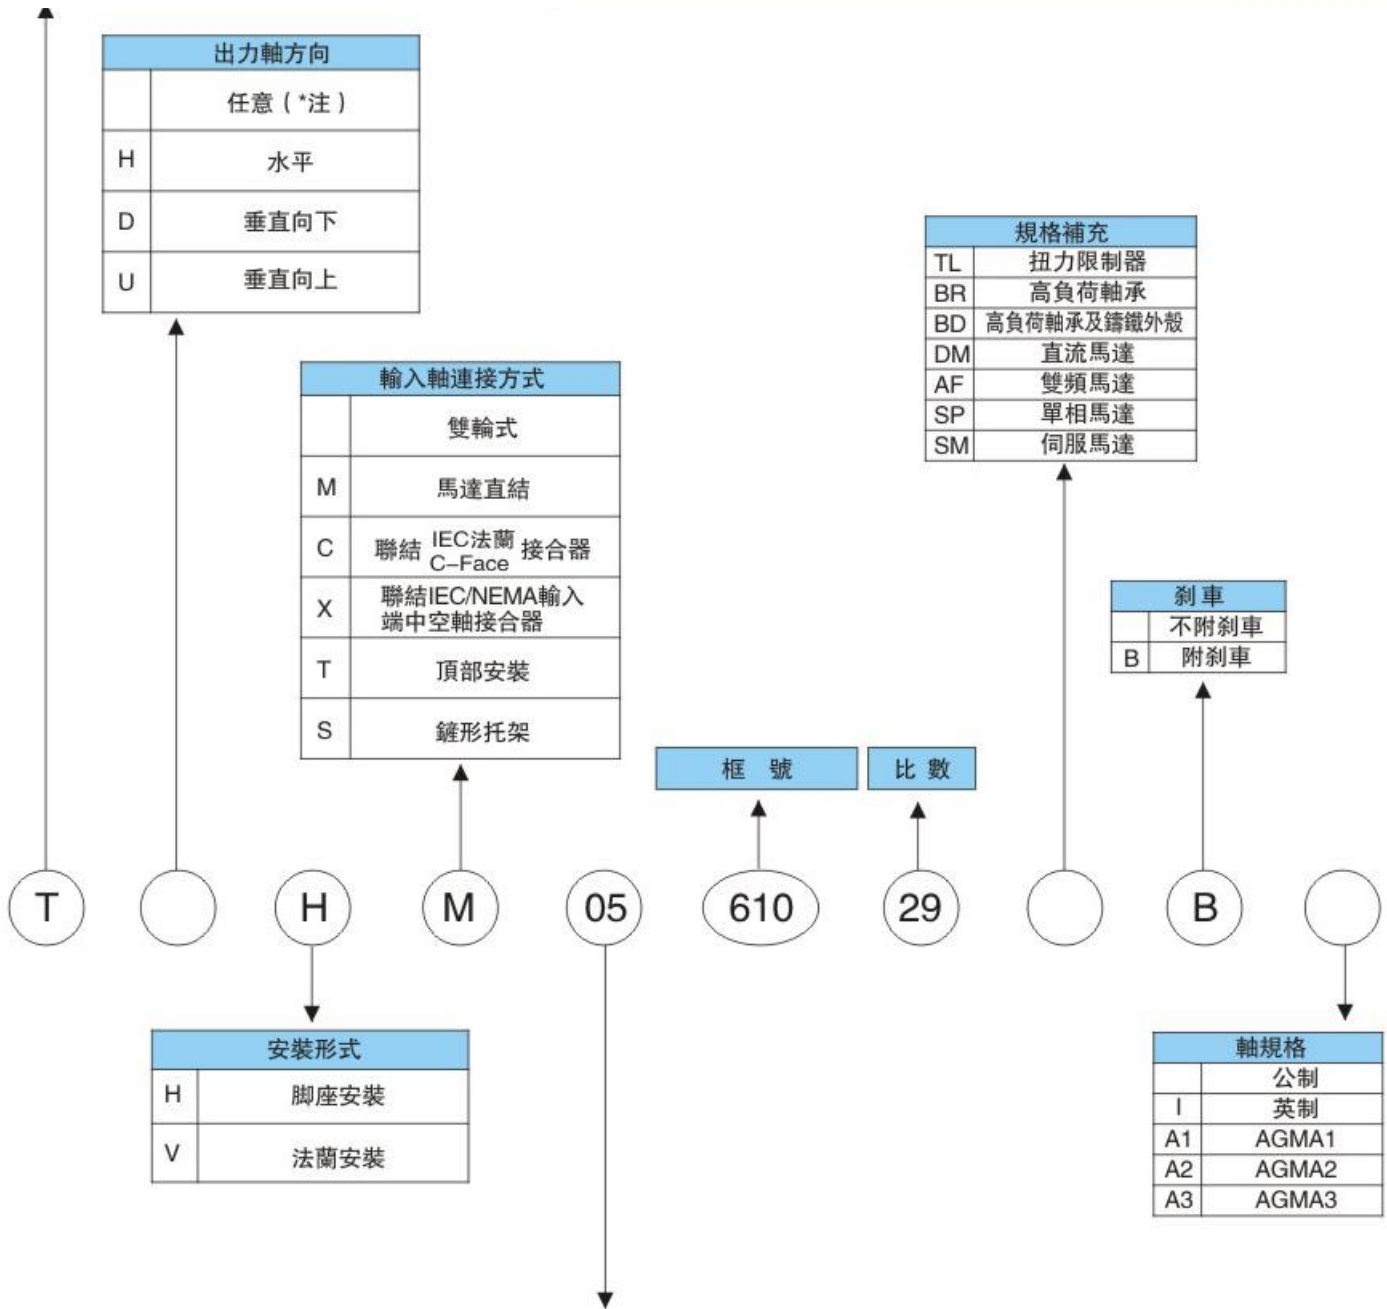 出力軸方向
任意(*注)
H 水平
D 垂直向下
U 垂直向上
輸入軸連接方式
雙輪式
M 馬達直結
C 聯結 IEC法蘭 接合器
C-Face
X 聯結IEC/NEMA輸入
端中空軸接合器
T 頂部安裝
S 鏟形托架
規格補充
TL 扭力限制器
BR 高負荷軸承
BD 高負荷軸承及鑄鐵外殼
DM 直流馬達
AF 雙頻馬達
SP 單相馬達
SM 伺服馬達
刹車
不附刹車
B 附刹車
框 號
比 數
T H M 05 610 29 B
安裝形式
H 脚座安裝
V 法蘭安裝
軸規格
公制
I 英制
A1 AGMA1
A2 AGMA2
A3 AGMA3